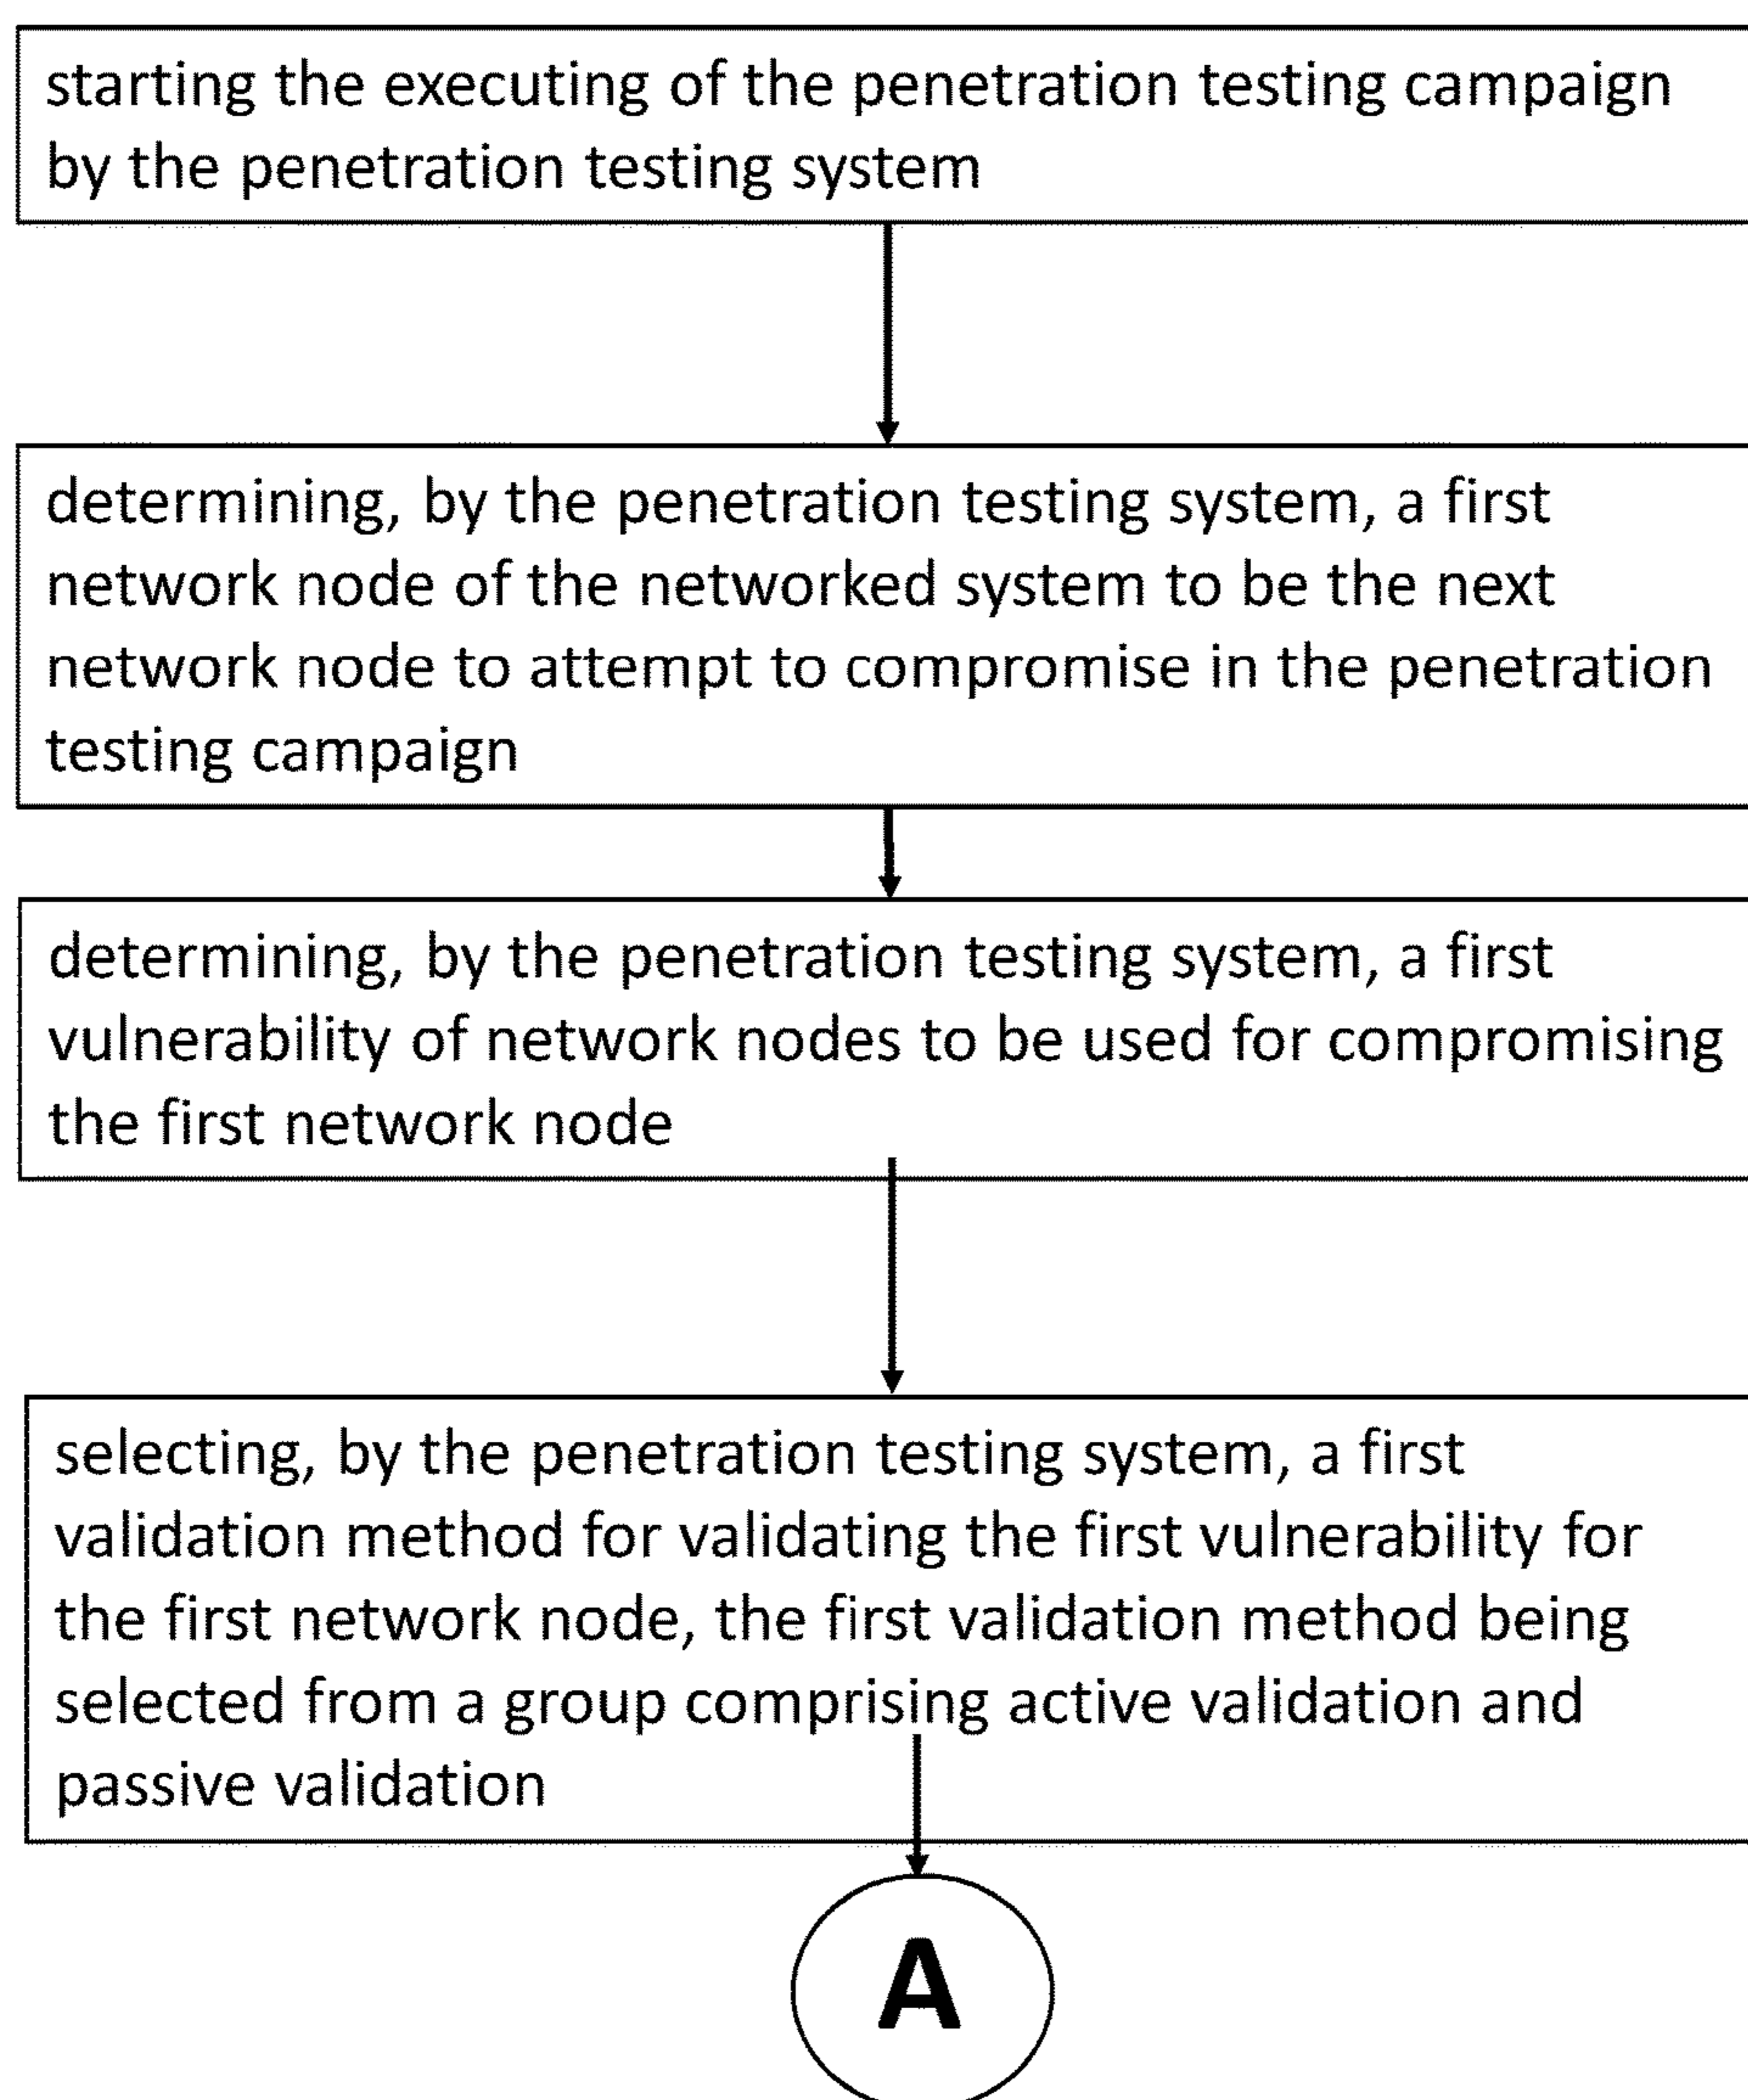 starting the executing of the penetration testing campaign
by the penetration testing system
determining, by the penetration testing system, a first
network node of the networked system to be the next
network node to attempt to compromise in the penetration
testing campaign
determining, by the penetration testing system, a first
vulnerability of network nodes to be used for compromising
the first network node
selecting, by the penetration testing system, a first
validation method for validating the first vulnerability for
the first network node, the first validation method being
selected from a group comprising active validation and
passive validation
A